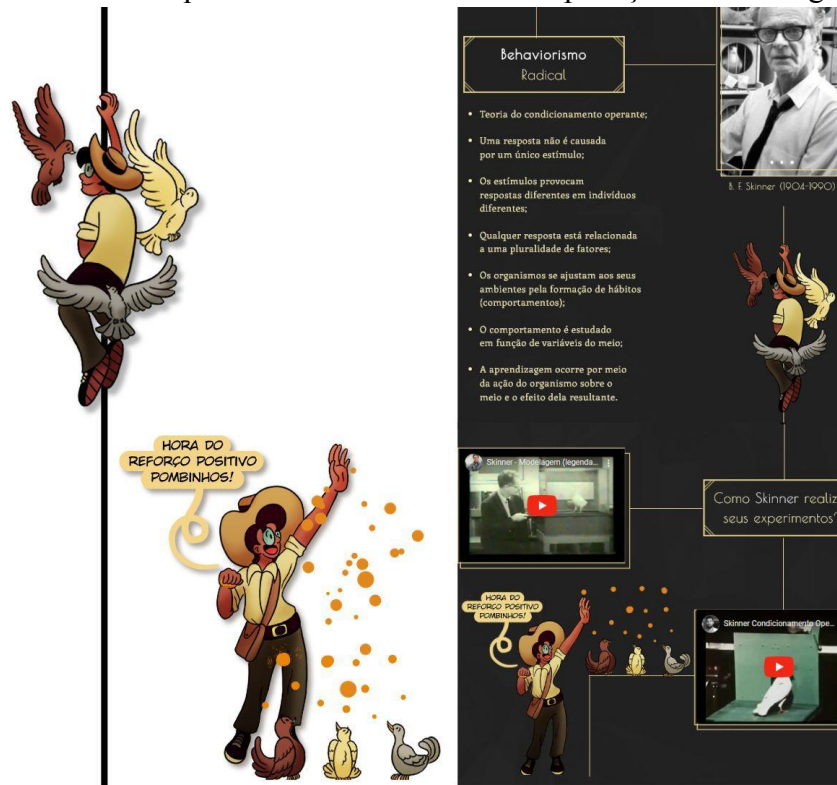 HORA DO
REFORÇO POSITIVO
POMBINHOS!
Behaviorismo
Radical
• Teoria do condicionamento operante;
• Uma resposta não é causada
por um único estímulo;
• Os estímulos provocam
respostas diferentes em indivíduos
diferentes;
• Qualquer resposta está relacionada
a uma pluralidade de fatores;
• Os organismos se ajustam aos seus
ambientes pela formação de hábitos
(comportamentos);
• O comportamento é estudado
em função de variáveis do meio;
• A aprendizagem ocorre por meio
da ação do organismo sobre o
meio e o efeito dela resultante.
B. F. Skinner (1904-1990)
Skinner - Modelagem (legenda...
Como Skinner realiz
seus experimentos?
HORA DO
REFORÇO POSITIVO
POMBINHOS!
Skinner Condicionamento Ope...